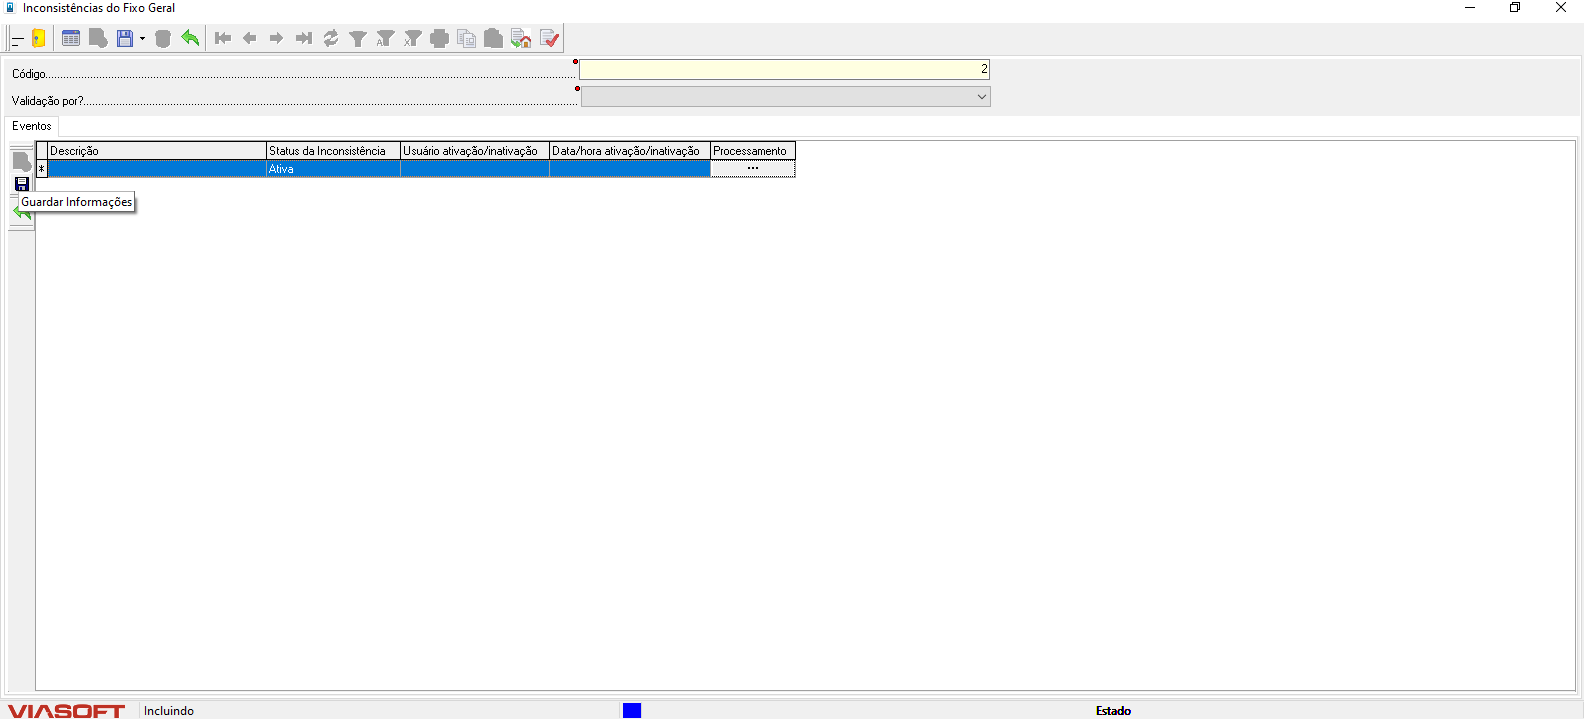 Inconsistências do Fixo Geral
Código
2
Validação por?
Eventos
Descrição Status da Inconsistência Usuário ativação/inativação Data/hora ativação/inativação Processamento
* Ativa ...
Guardar Informações
VIASOFT Incluindo Estado